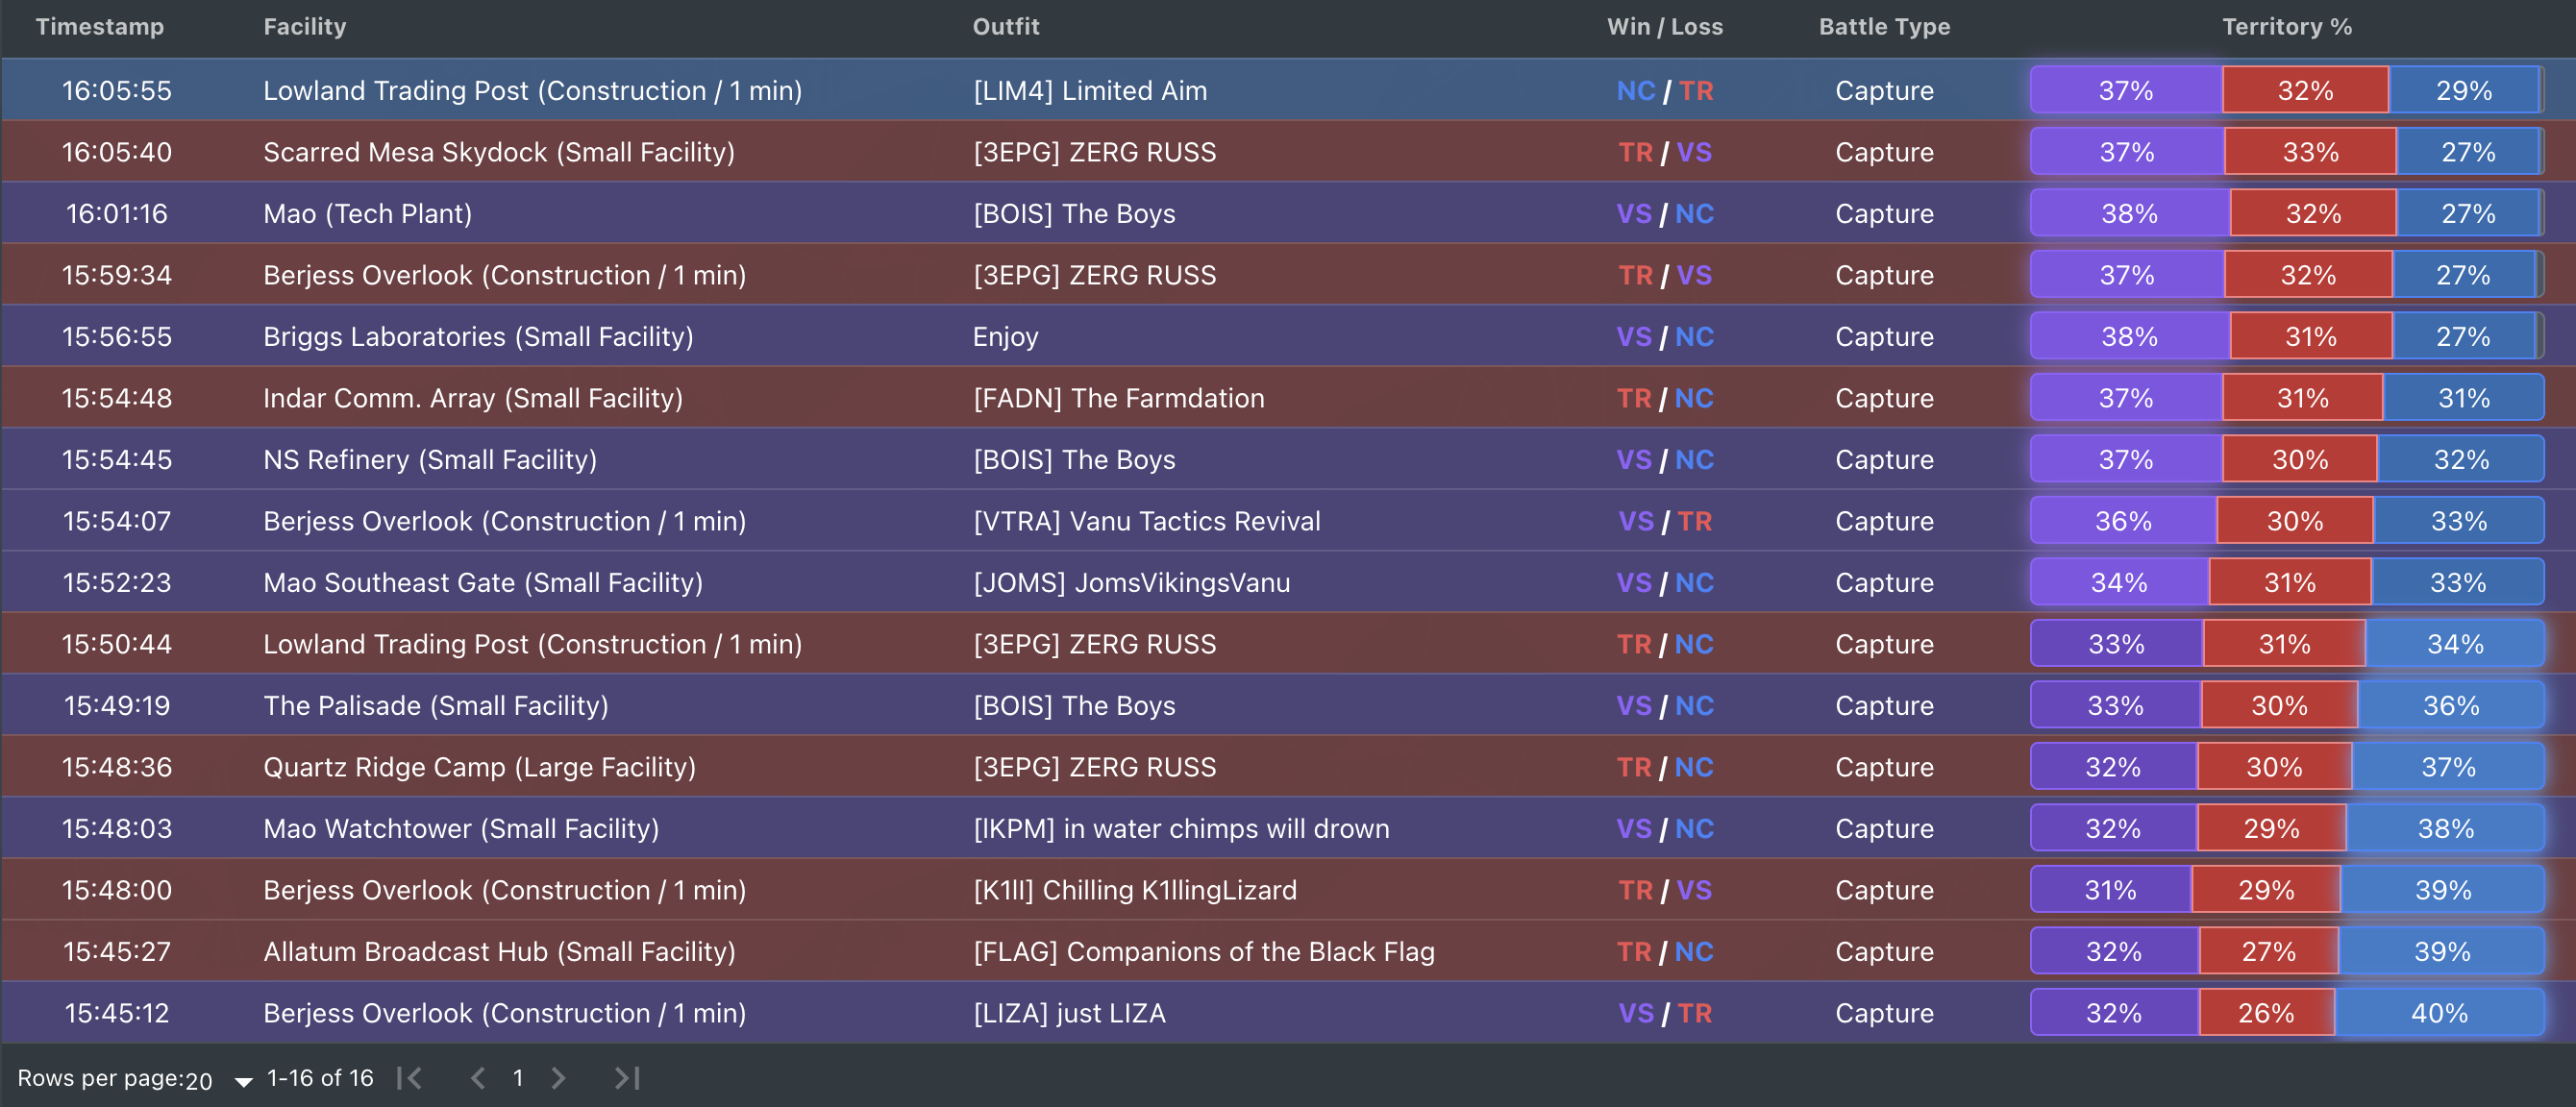 Timestamp Facility Outfit Win / Loss Battle Type Territory %
16:05:55 Lowland Trading Post (Construction / 1 min) [LIM4] Limited Aim NC / TR Capture 37% 32% 29%
16:05:40 Scarred Mesa Skydock (Small Facility) [3EPG] ZERG RUSS TR / VS Capture 37% 33% 27%
16:01:16 Mao (Tech Plant) [BOIS] The Boys VS / NC Capture 38% 32% 27%
15:59:34 Berjess Overlook (Construction / 1 min) [3EPG] ZERG RUSS TR / VS Capture 37% 32% 27%
15:56:55 Briggs Laboratories (Small Facility) Enjoy VS / NC Capture 38% 31% 27%
15:54:48 Indar Comm. Array (Small Facility) [FADN] The Farmdation TR / NC Capture 37% 31% 31%
15:54:45 NS Refinery (Small Facility) [BOIS] The Boys VS / NC Capture 37% 30% 32%
15:54:07 Berjess Overlook (Construction / 1 min) [VTRA] Vanu Tactics Revival VS / TR Capture 36% 30% 33%
15:52:23 Mao Southeast Gate (Small Facility) [JOMS] JomsVikingsVanu VS / NC Capture 34% 31% 33%
15:50:44 Lowland Trading Post (Construction / 1 min) [3EPG] ZERG RUSS TR / NC Capture 33% 31% 34%
15:49:19 The Palisade (Small Facility) [BOIS] The Boys VS / NC Capture 33% 30% 36%
15:48:36 Quartz Ridge Camp (Large Facility) [3EPG] ZERG RUSS TR / NC Capture 32% 30% 37%
15:48:03 Mao Watchtower (Small Facility) [lKPM] in water chimps will drown VS / NC Capture 32% 29% 38%
15:48:00 Berjess Overlook (Construction / 1 min) [K1ll] Chilling K1llingLizard TR / VS Capture 31% 29% 39%
15:45:27 Allatum Broadcast Hub (Small Facility) [FLAG] Companions of the Black Flag TR / NC Capture 32% 27% 39%
15:45:12 Berjess Overlook (Construction / 1 min) [LIZA] just LIZA VS / TR Capture 32% 26% 40%
Rows per page:20 1-16 of 16 1